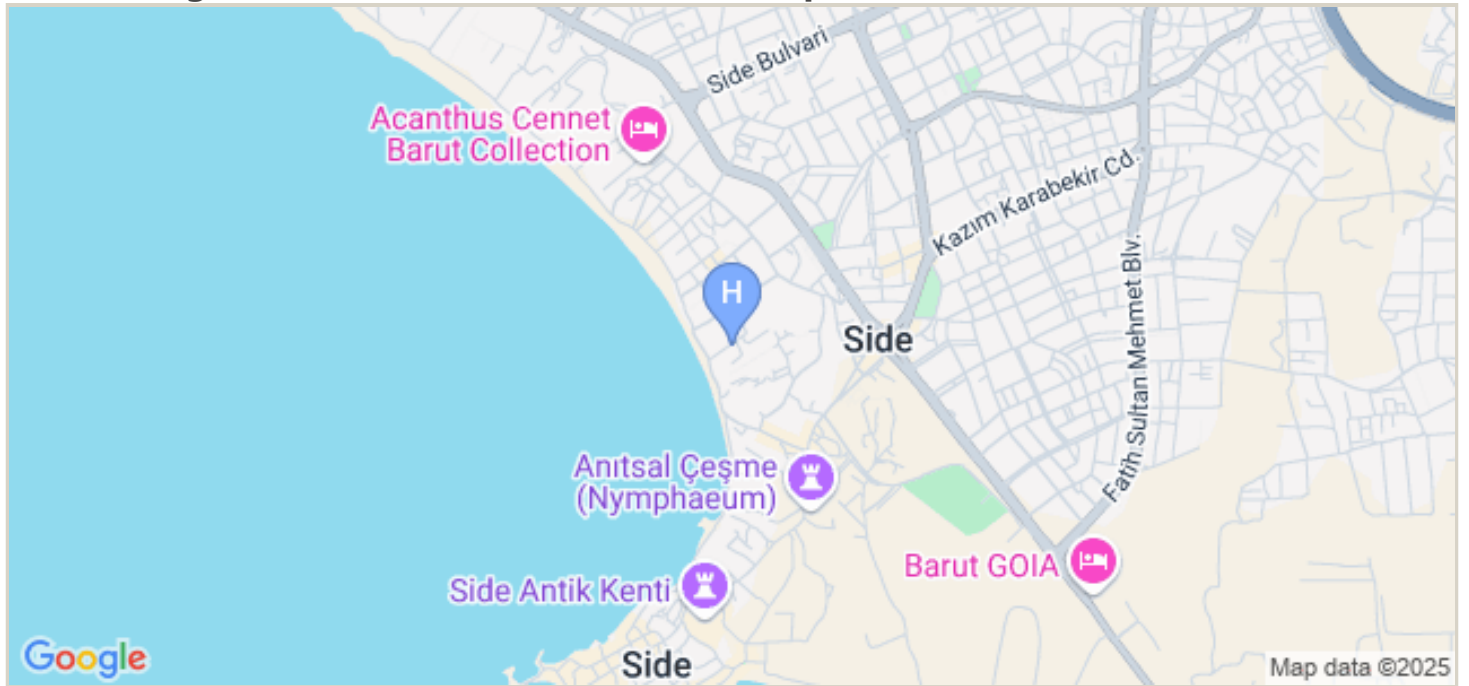 Side Bulvari
Acanthus Cennet
Barut Collection
Kazım Karabekir Cd.
H
Side
Fatih Sultan Mehmet Blv.
Anıtsal Çeşme
(Nymphaeum)
Barut GOIA
Side Antik Kenti
Side
Google
Map data ©2025